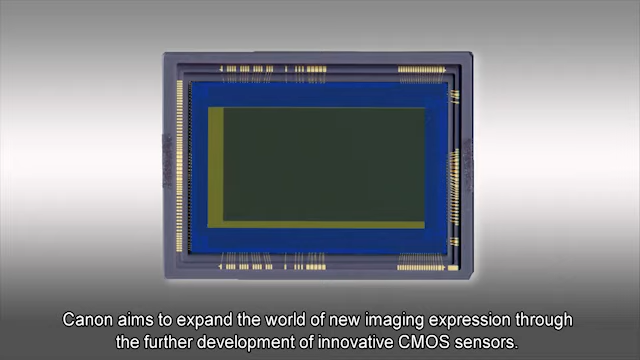 Canon aims to expand the world of new imaging expression through
the further development of innovative CMOS sensors.